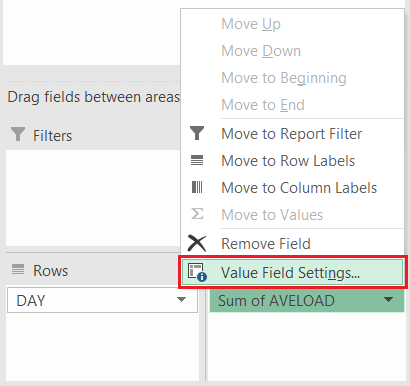 Move Up
Move Down
Move to Beginning
Move to End
Drag fields between areas
Filters
Move to Report Filter
Move to Row Labels
Move to Column Labels
Σ Move to Values
Remove Field
Value Field Settings...
Rows
DAY
Sum of AVELOAD